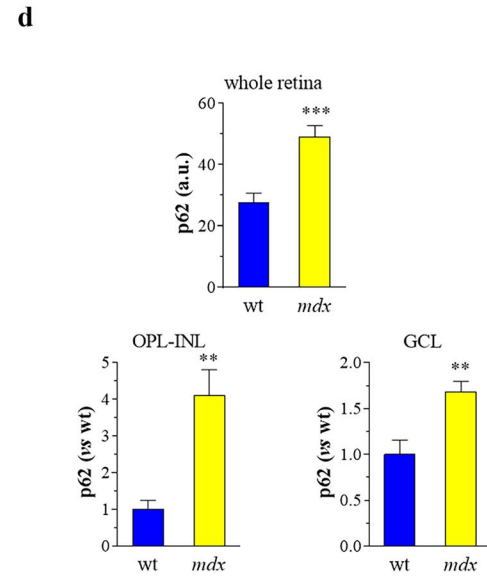 d
whole retina
***
60
40
20
0
p62 (a.u.)
wt mdx
OPL-INL
**
5
4
3
2
1
0
p62 (vs wt)
wt mdx
GCL
**
2.0
1.5
1.0
0.5
0.0
p62 (vs wt)
wt mdx